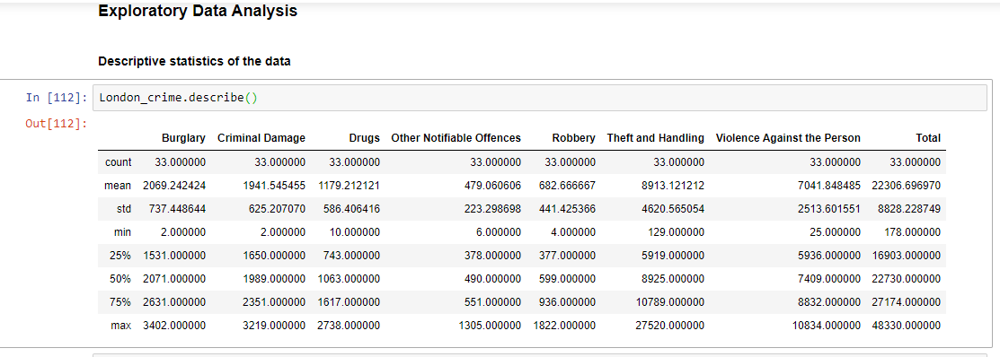 Exploratory Data Analysis
Descriptive statistics of the data
In [112]: London_crime.describe()
Out[112]:
Burglary Criminal Damage Drugs Other Notifiable Offences Robbery Theft and Handling Violence Against the Person Total
count 33.000000 33.000000 33.000000 33.000000 33.000000 33.000000 33.000000 33.000000
mean 2069.242424 1941.545455 1179.212121 479.060606 682.666667 8913.121212 7041.848485 22306.696970
std 737.448644 625.207070 586.406416 223.298698 441.425366 4620.565054 2513.601551 8828.228749
min 2.000000 2.000000 10.000000 6.000000 4.000000 129.000000 25.000000 178.000000
25% 1531.000000 1650.000000 743.000000 378.000000 377.000000 5919.000000 5936.000000 16903.000000
50% 2071.000000 1989.000000 1063.000000 490.000000 599.000000 8925.000000 7409.000000 22730.000000
75% 2631.000000 2351.000000 1617.000000 551.000000 936.000000 10789.000000 8832.000000 27174.000000
max 3402.000000 3219.000000 2738.000000 1305.000000 1822.000000 27520.000000 10834.000000 48330.000000